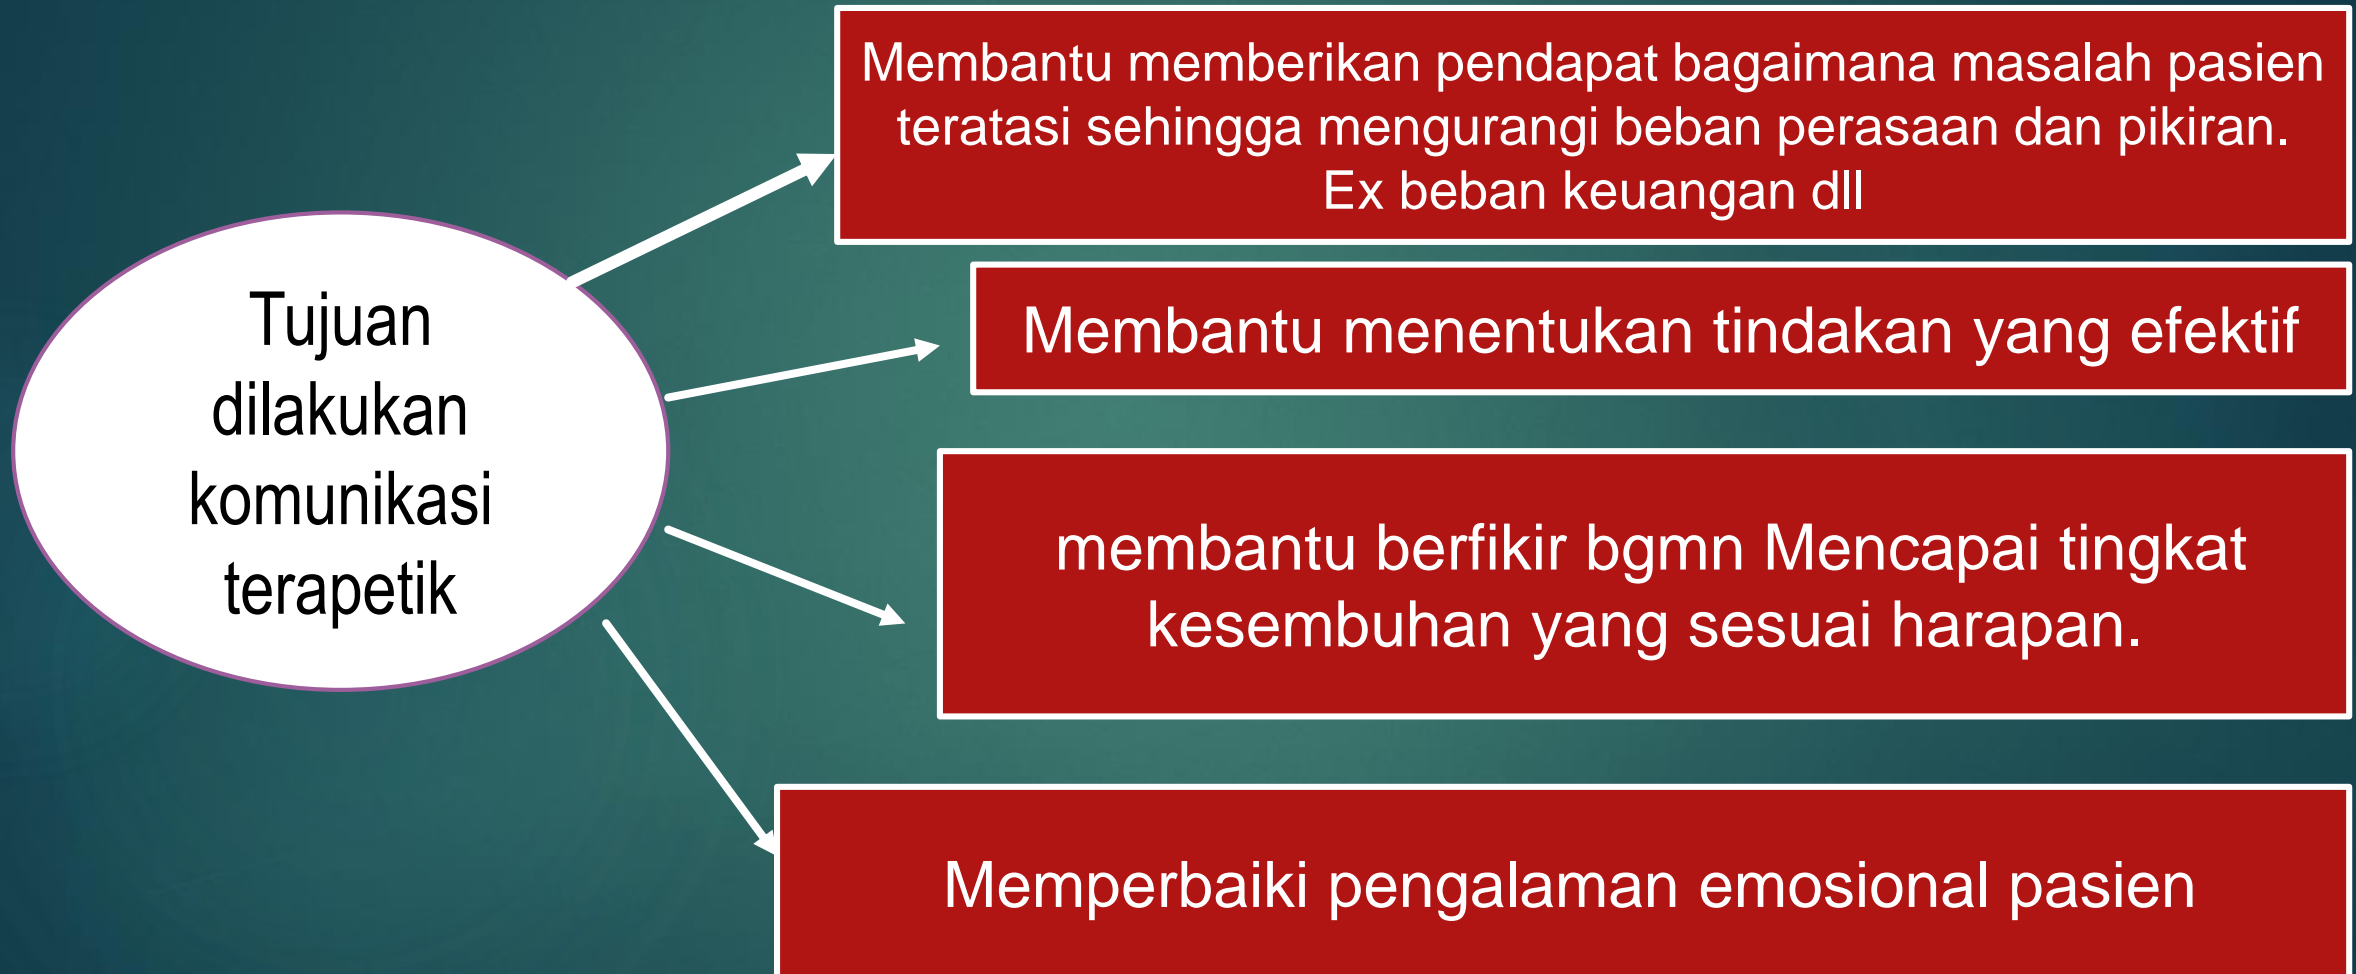 Tujuan
dilakukan
komunikasi
terapetik
Membantu memberikan pendapat bagaimana masalah pasien
teratasi sehingga mengurangi beban perasaan dan pikiran.
Ex beban keuangan dll
Membantu menentukan tindakan yang efektif
membantu berfikir bgmn Mencapai tingkat
kesembuhan yang sesuai harapan.
Memperbaiki pengalaman emosional pasien